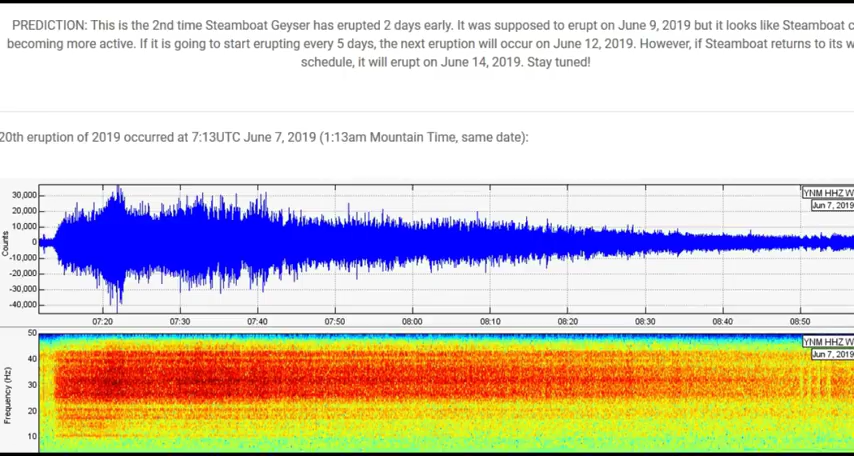 PREDICTION: This is the 2nd time Steamboat Geyser has erupted 2 days early. It was supposed to erupt on June 9, 2019 but it looks like Steamboat
becoming more active. If it is going to start erupting every 5 days, the next eruption will occur on June 12, 2019. However, if Steamboat returns to its
schedule, it will erupt on June 14, 2019. Stay tuned!
20th eruption of 2019 occurred at 7:13UTC June 7, 2019 (1:13am Mountain Time, same date):
YNM HHZ W
Jun 7, 2019
30,000
20,000
10,000
0
-10,000
-20,000
-30,000
-40,000
Counts
07:20 07:30 07:40 07:50 08:00 08:10 08:20 08:30 08:40 08:50
YNM HHZ W
Jun 7, 2019
50
40
30
20
10
Frequency (Hz)